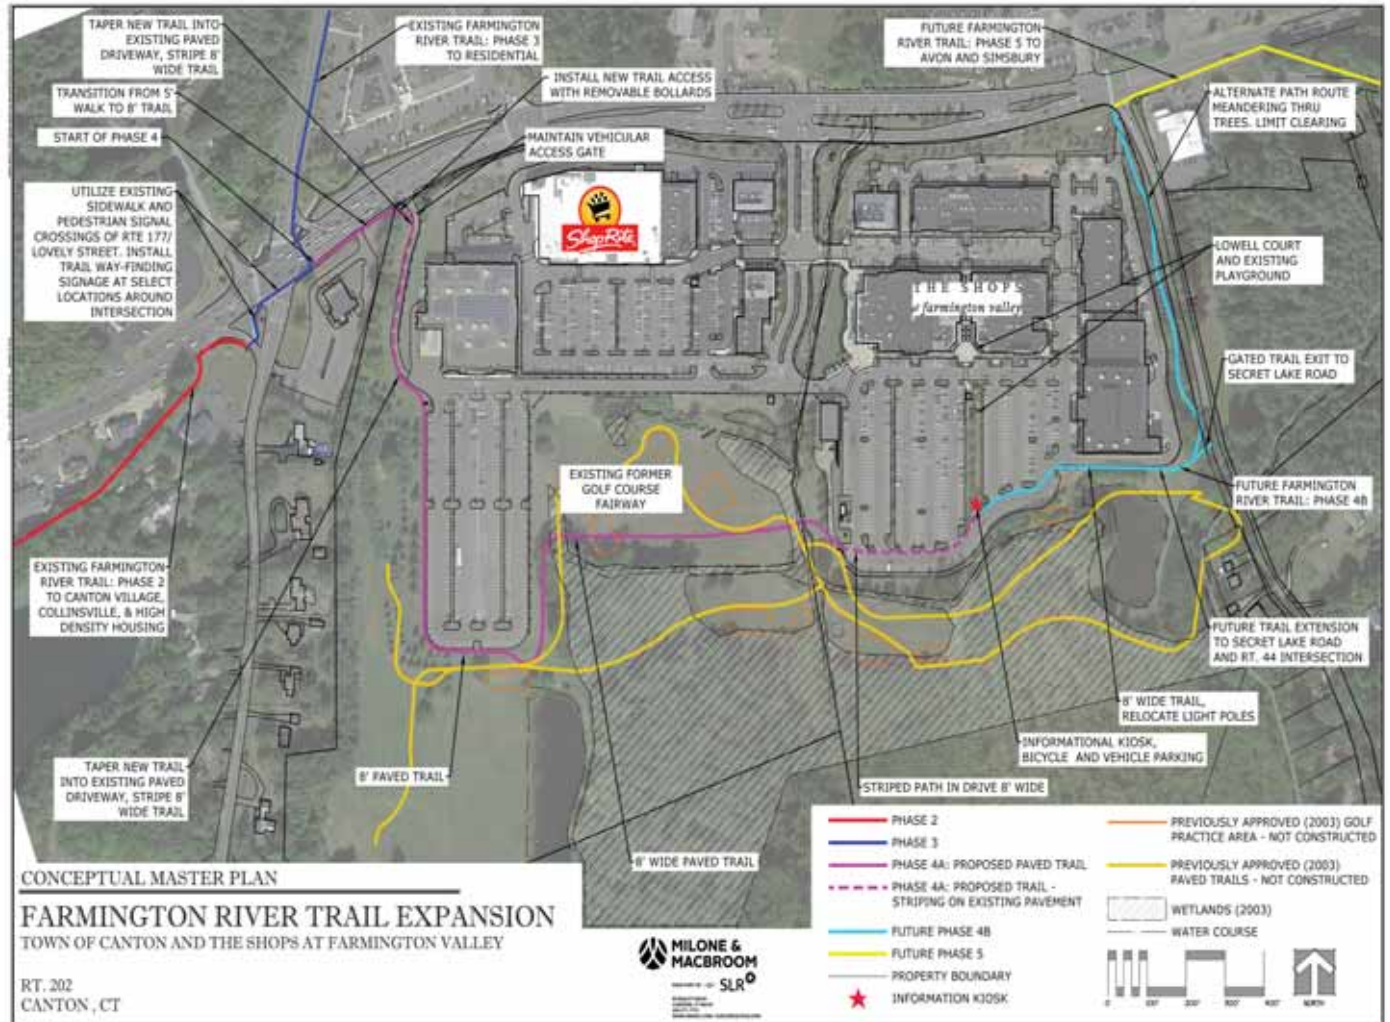 TAPER NEW TRAIL INTO
EXISTING PAVED
DRIVEWAY, STRIPE 8'
WIDE TRAIL
EXISTING FARMINGTON
RIVER TRAIL: PHASE 3
TO RESIDENTIAL
FUTURE FARMINGTON
RIVER TRAIL: PHASE 5 TO
AVON AND SIMSBURY
TRANSITION FROM 5'
WALK TO 8' TRAIL
INSTALL NEW TRAIL ACCESS
WITH REMOVABLE BOLLARDS
ALTERNATE PATH ROUTE
MEANDERING THRU
TREES. LIMIT CLEARING
START OF PHASE 4
MAINTAIN VEHICULAR
ACCESS GATE
UTILIZE EXISTING
SIDEWALK AND
PEDESTRIAN SIGNAL
CROSSINGS OF RTE 177/
LOVELY STREET. INSTALL
TRAIL WAY-FINDING
SIGNAGE AT SELECT
LOCATIONS AROUND
INTERSECTION
ShopRite
LOWELL COURT
AND EXISTING
PLAYGROUND
THE SHOPS
farmington valley
GATED TRAIL EXIT TO
SECRET LAKE ROAD
EXISTING FORMER
GOLF COURSE
FAIRWAY
FUTURE FARMINGTON
RIVER TRAIL: PHASE 4B
EXISTING FARMINGTON
RIVER TRAIL: PHASE 2
TO CANTON VILLAGE,
COLLINSVILLE, & HIGH
DENSITY HOUSING
FUTURE TRAIL EXTENSION
TO SECRET LAKE ROAD
AND RT. 44 INTERSECTION
8' WIDE TRAIL,
RELOCATE LIGHT POLES
INFORMATIONAL KIOSK,
BICYCLE AND VEHICLE PARKING
TAPER NEW TRAIL
INTO EXISTING PAVED
DRIVEWAY, STRIPE 8'
WIDE TRAIL
8' PAVED TRAIL
STRIPED PATH IN DRIVE 8' WIDE
8' WIDE PAVED TRAIL
CONCEPTUAL MASTER PLAN
FARMINGTON RIVER TRAIL EXPANSION
TOWN OF CANTON AND THE SHOPS AT FARMINGTON VALLEY
RT. 202
CANTON , CT
MILONE &
MACBROOM
SLR
PHASE 2
PHASE 3
PHASE 4A: PROPOSED PAVED TRAIL
PHASE 4A: PROPOSED TRAIL -
STRIPING ON EXISTING PAVEMENT
FUTURE PHASE 4B
FUTURE PHASE 5
PROPERTY BOUNDARY
INFORMATION KIOSK
PREVIOUSLY APPROVED (2003) GOLF
PRACTICE AREA - NOT CONSTRUCTED
PREVIOUSLY APPROVED (2003)
PAVED TRAILS - NOT CONSTRUCTED
WETLANDS (2003)
WATER COURSE
0 100' 200' 300' 400'
NORTH